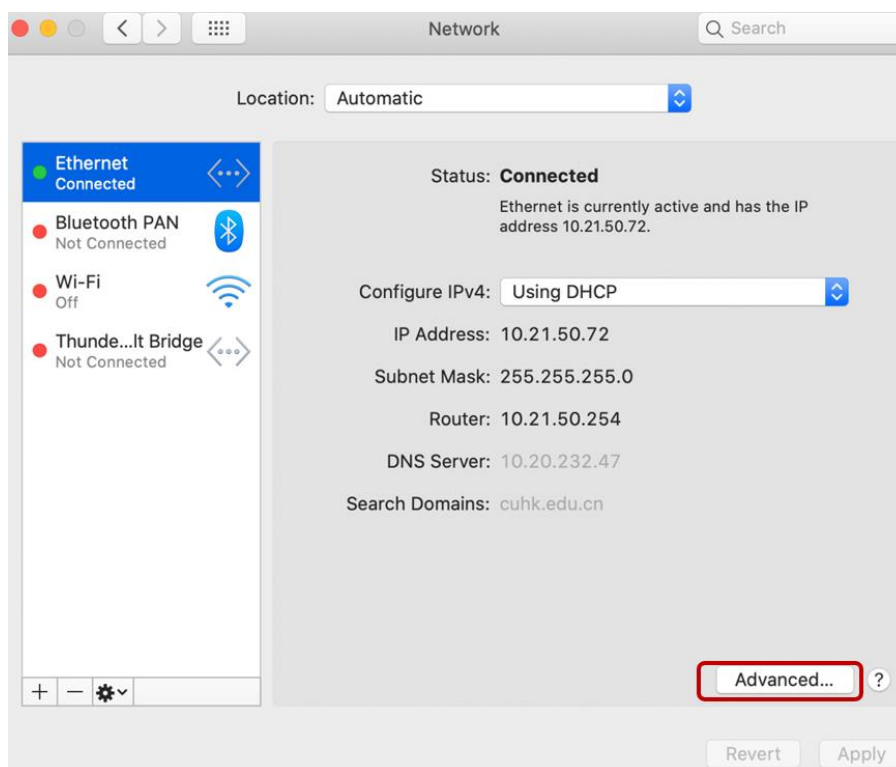 Network
Search
Location: Automatic
Ethernet
Connected
Bluetooth PAN
Not Connected
Wi-Fi
Off
Thunde...lt Bridge
Not Connected
Status: Connected
Ethernet is currently active and has the IP
address 10.21.50.72.
Configure IPv4: Using DHCP
IP Address: 10.21.50.72
Subnet Mask: 255.255.255.0
Router: 10.21.50.254
DNS Server: 10.20.232.47
Search Domains: cuhk.edu.cn
Advanced... ?
Revert Apply